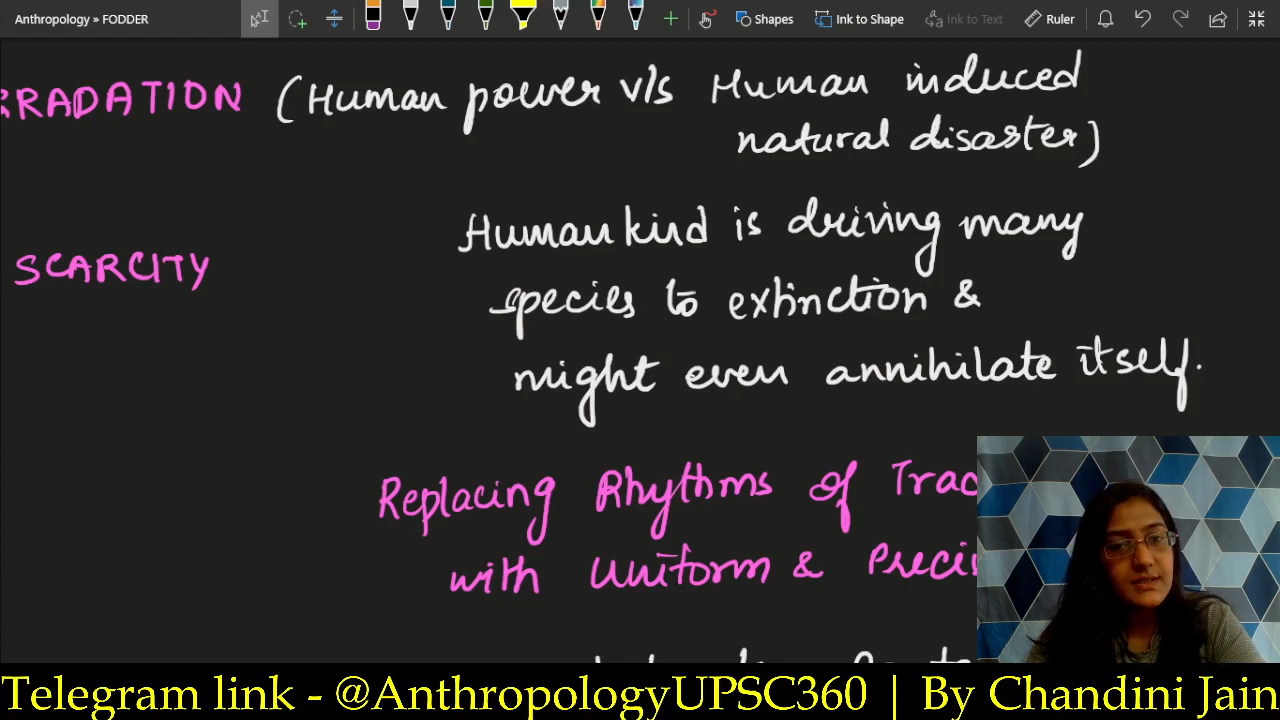 Anthropology » FODDER
Shapes
Ink to Shape
Ink to Text
Ruler
RADATION (Human power v/s Human induced
natural disaster)
Humankind is driving many
SCARCITY
species to extinction &
might even annihilate itself.
Replacing Rhythms of Trad
with Uniform & Precis
Telegram link - @AnthropologyUPSC360 | By Chandini Jain